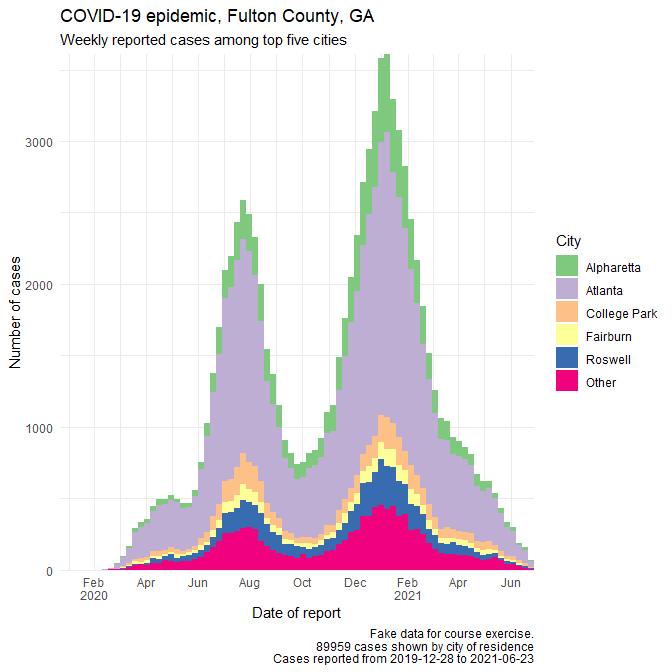 COVID-19 epidemic, Fulton County, GA
Weekly reported cases among top five cities
Number of cases
3000
2000
1000
0
Feb
2020
Apr
Jun
Aug
Oct
Dec
Feb
2021
Apr
Jun
Date of report
City
Alpharetta
Atlanta
College Park
Fairburn
Roswell
Other
Fake data for course exercise.
89959 cases shown by city of residence
Cases reported from 2019-12-28 to 2021-06-23